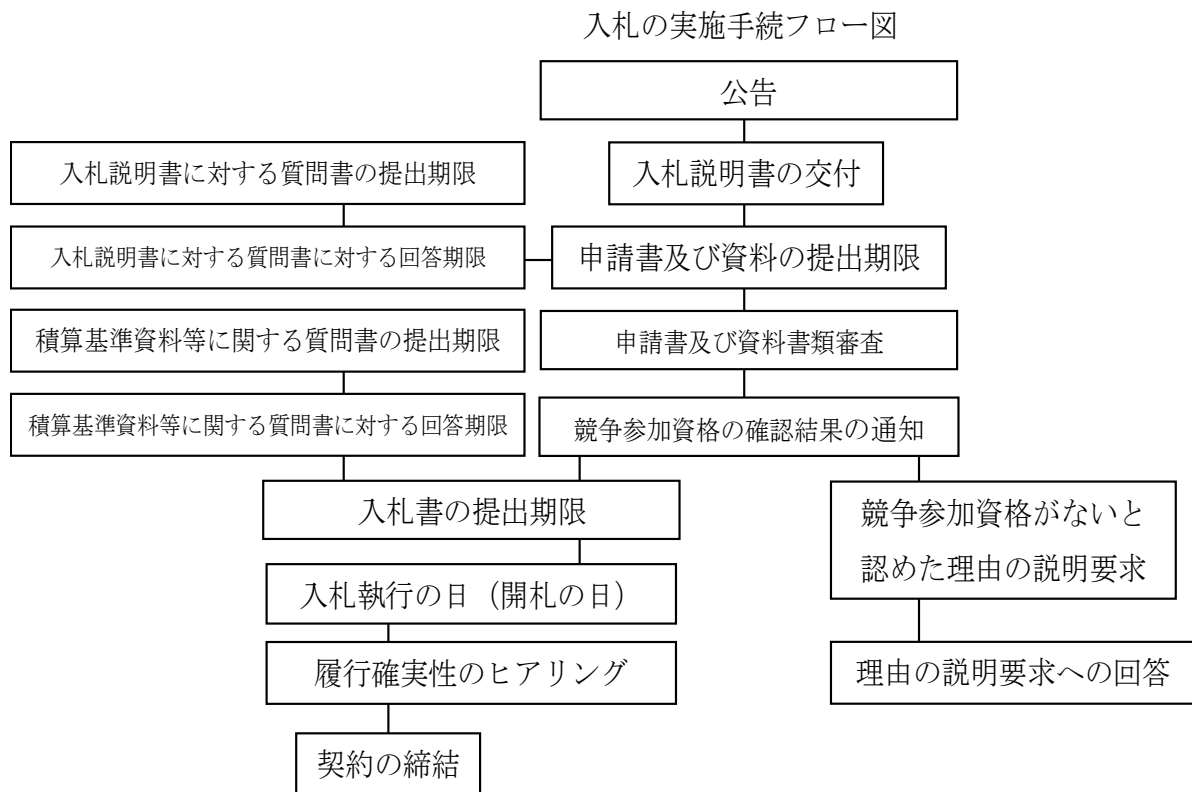 入札の実施手続フロー図
公告
入札説明書に対する質問書の提出期限
入札説明書の交付
入札説明書に対する質問書に対する回答期限
申請書及び資料の提出期限
積算基準資料等に関する質問書の提出期限
申請書及び資料書類審査
積算基準資料等に関する質問書に対する回答期限
競争参加資格の確認結果の通知
入札書の提出期限
競争参加資格がないと
認めた理由の説明要求
入札執行の日（開札の日）
履行確実性のヒアリング
理由の説明要求への回答
契約の締結